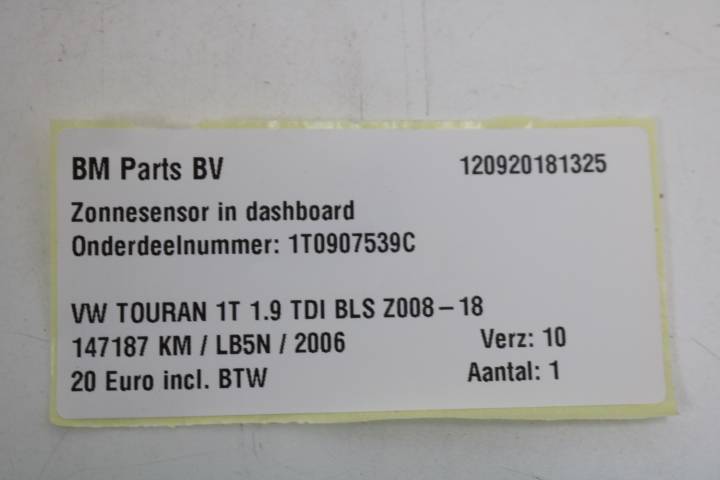 BM Parts BV 120920181325
Zonnesensor in dashboard
Onderdeelnummer: 1T0907539C
VW TOURAN 1T 1.9 TDI BLS Z008-18
147187 KM / LB5N / 2006 Verz: 10
20 Euro incl. BTW Aantal: 1